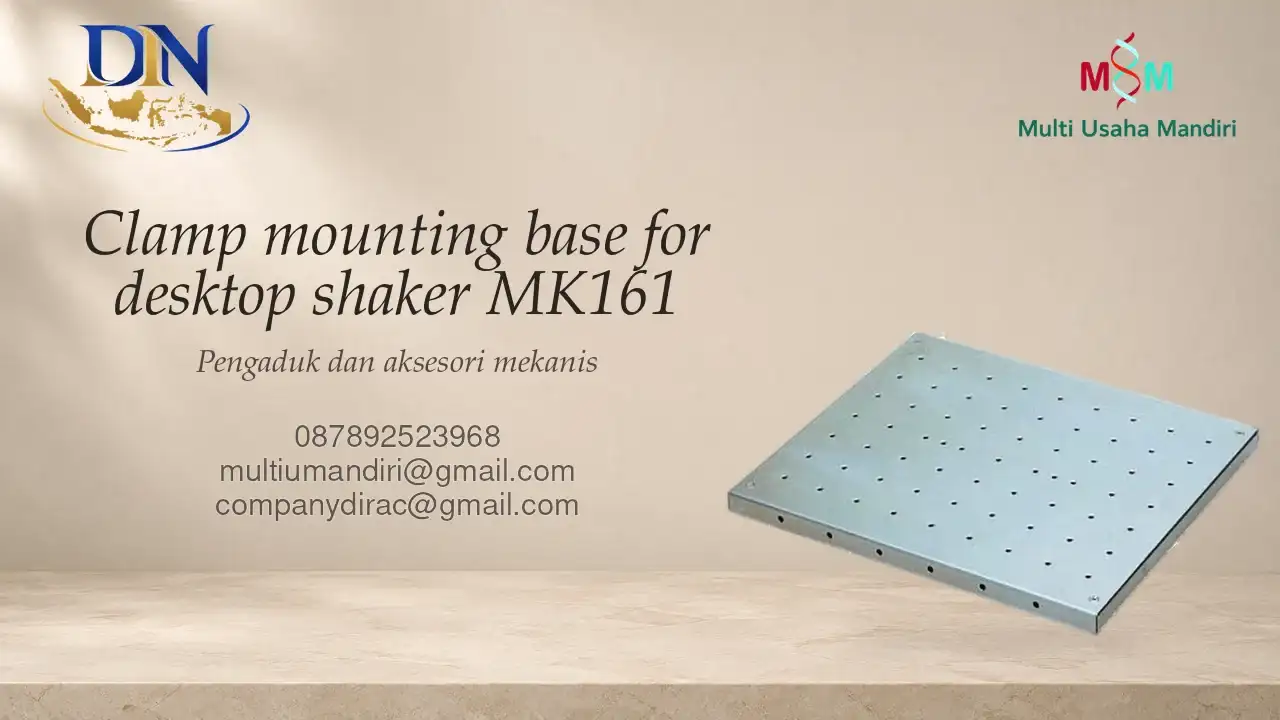 DN
M M
Multi Usaha Mandiri
Clamp mounting base for
desktop shaker MK161
Pengaduk dan aksesori mekanis
087892523968
multiumandiri@gmail.com
companydirac@gmail.com